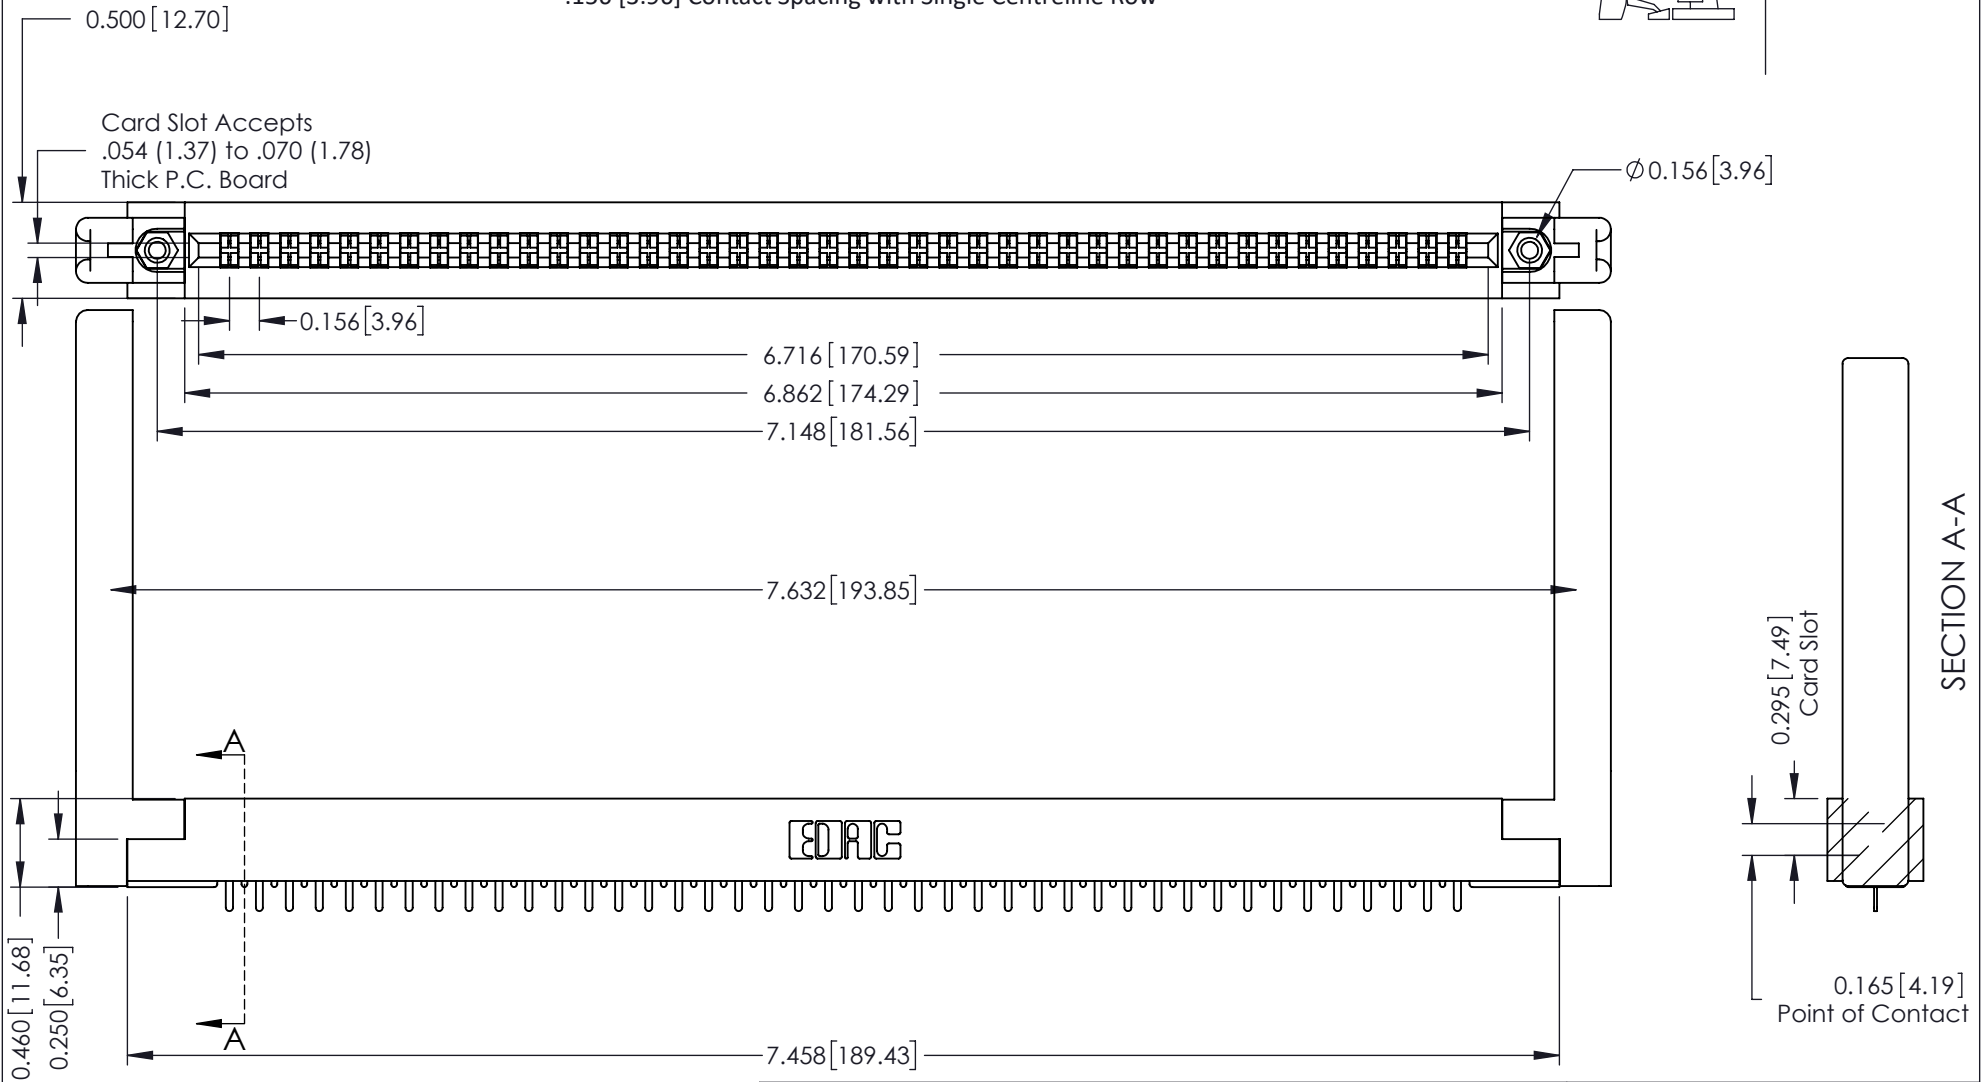 .156 [3.96] Contact Spacing with Single Centreline Row
0.500 [12.70]
Card Slot Accepts
.054 (1.37) to .070 (1.78)
Thick P.C. Board
Ø0.156[3.96]
0.156[3.96]
6.716[170.59]
6.862[174.29]
7.148[181.56]
7.632[193.85]
SECTION A-A
0.295[7.49]
Card Slot
A
EDAC
0.460[11.68]
0.250[6.35]
A
0.165[4.19]
Point of Contact
7.458[189.43]